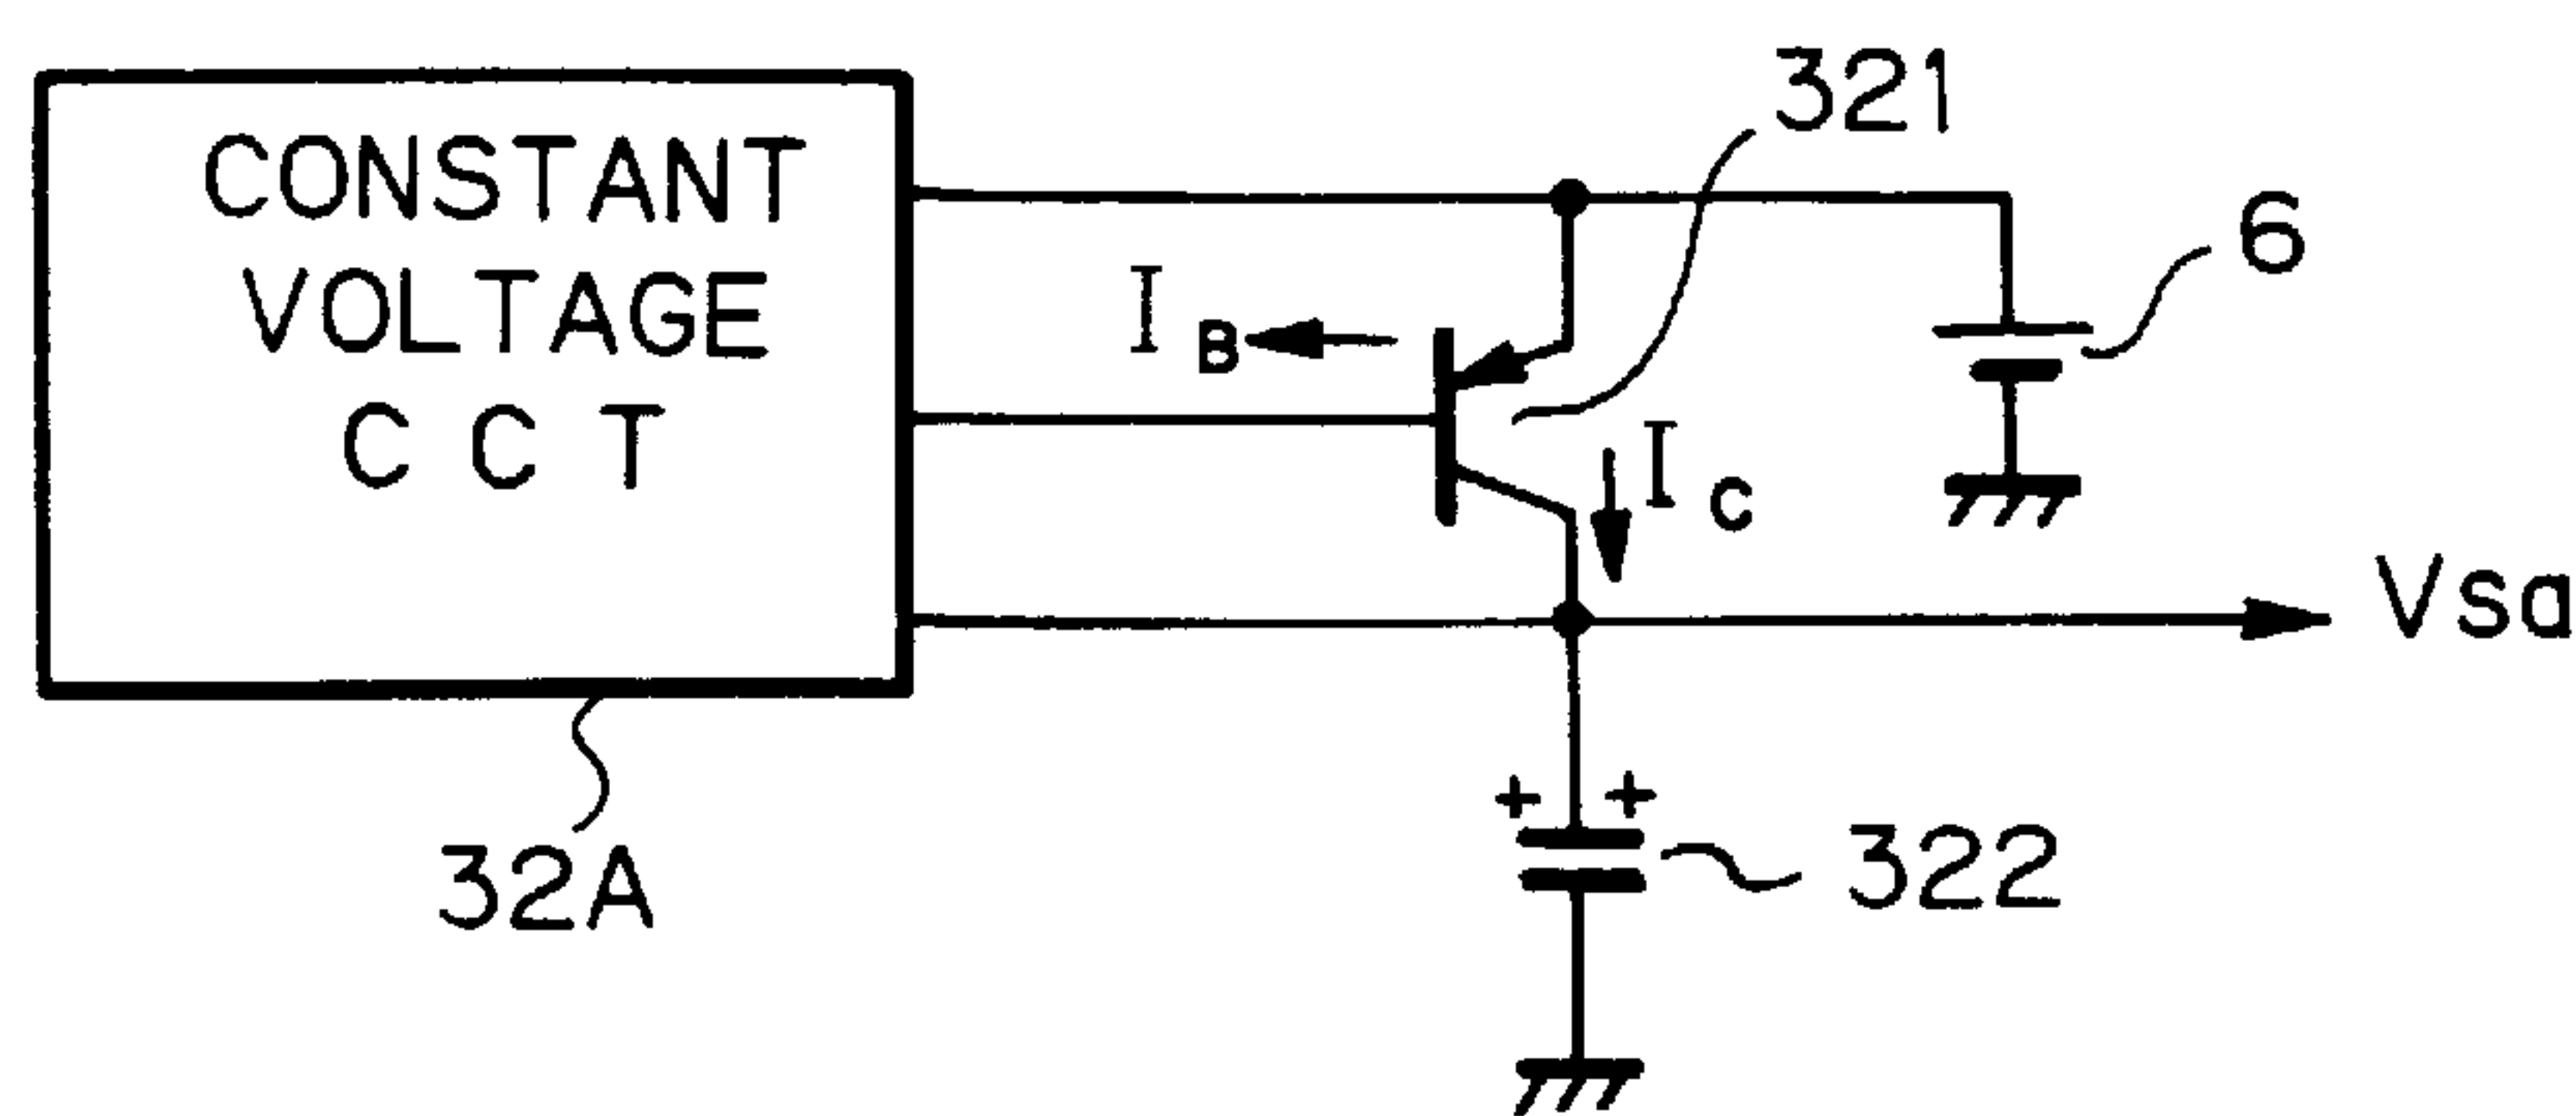 CONSTANT
VOLTAGE
CCT
321
6
IB
IC
Vsa
+ +
322
32A